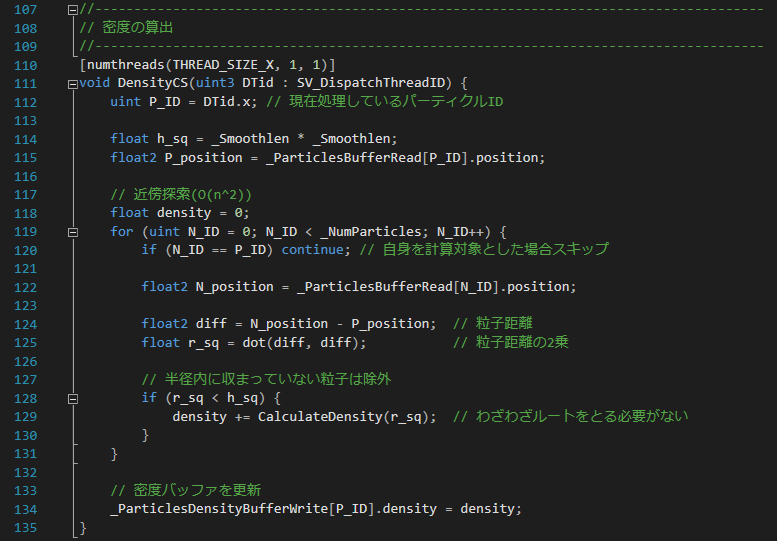 107 //--------------------------------------------------------------------------------------
108 // 密度の算出
109 //--------------------------------------------------------------------------------------
110 [numthreads(THREAD_SIZE_X, 1, 1)]
111 void DensityCS(uint3 DTid : SV_DispatchThreadID) {
112     uint P_ID = DTid.x; // 現在処理しているパーティクルID
113
114     float h_sq = _Smoothlen * _Smoothlen;
115     float2 P_position = _ParticlesBufferRead[P_ID].position;
116
117     // 近傍探索(O(n^2))
118     float density = 0;
119     for (uint N_ID = 0; N_ID < _NumParticles; N_ID++) {
120         if (N_ID == P_ID) continue; // 自身を計算対象とした場合スキップ
121
122         float2 N_position = _ParticlesBufferRead[N_ID].position;
123
124         float2 diff = N_position - P_position;  // 粒子距離
125         float r_sq = dot(diff, diff);           // 粒子距離の2乗
126
127         // 半径内に収まっていない粒子は除外
128         if (r_sq < h_sq) {
129             density += CalculateDensity(r_sq);  // わざわざルートをとる必要がない
130         }
131     }
132
133     // 密度バッファを更新
134     _ParticlesDensityBufferWrite[P_ID].density = density;
135 }